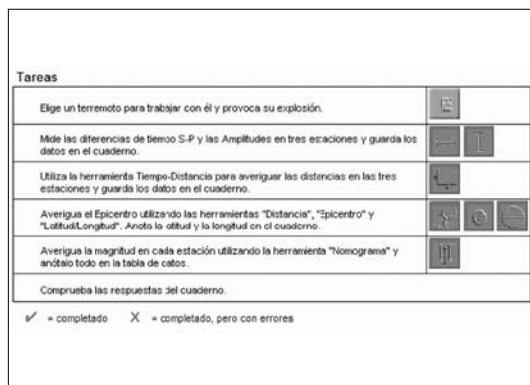 Tareas
Elige un terremoto para trabajar con él y provoca su explosión.
Mide las diferencias de tiempo S-P y las Amplitudes en tres estaciones y guarda los
datos en el cuaderno.
Utiliza la herramienta Tiempo-Distancia para averiguar las distancias en las tres
estaciones y guarda los datos en el cuaderno.
Averigua el Epicentro utilizando las herramientas "Distancia", "Epicentro" y
"Latitud/Longitud". Anota la latitud y la longitud en el cuaderno.
Averigua la magnitud en cada estación utilizando la herramienta "Nomograma" y
anótalo todo en la tabla de datos.
Comprueba las respuestas del cuaderno.
✔ = completado X = completado, pero con errores